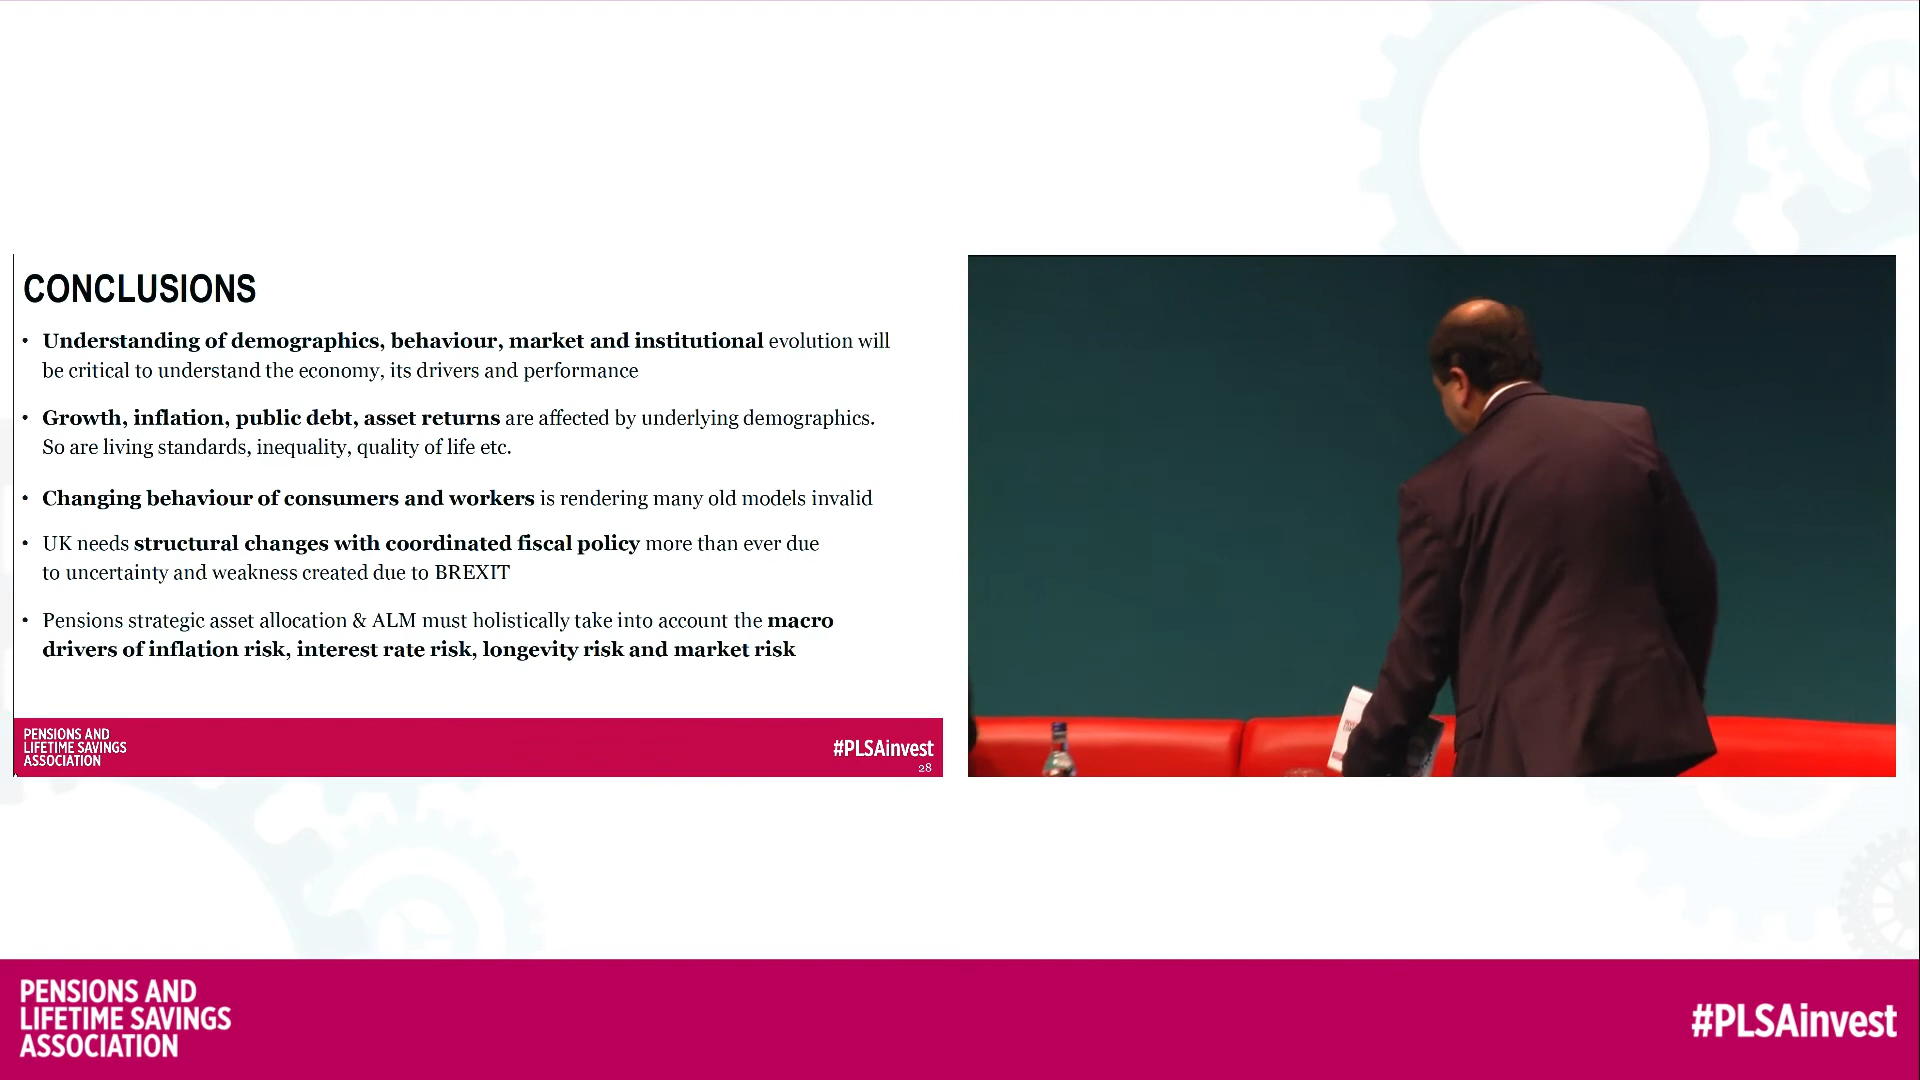 CONCLUSIONS
• Understanding of demographics, behaviour, market and institutional evolution will
be critical to understand the economy, its drivers and performance
• Growth, inflation, public debt, asset returns are affected by underlying demographics.
So are living standards, inequality, quality of life etc.
• Changing behaviour of consumers and workers is rendering many old models invalid
• UK needs structural changes with coordinated fiscal policy more than ever due
to uncertainty and weakness created due to BREXIT
• Pensions strategic asset allocation & ALM must holistically take into account the macro
drivers of inflation risk, interest rate risk, longevity risk and market risk
PENSIONS AND
LIFETIME SAVINGS
ASSOCIATION
#PLSAinvest
28
PENSIONS AND
LIFETIME SAVINGS
ASSOCIATION
#PLSAinvest